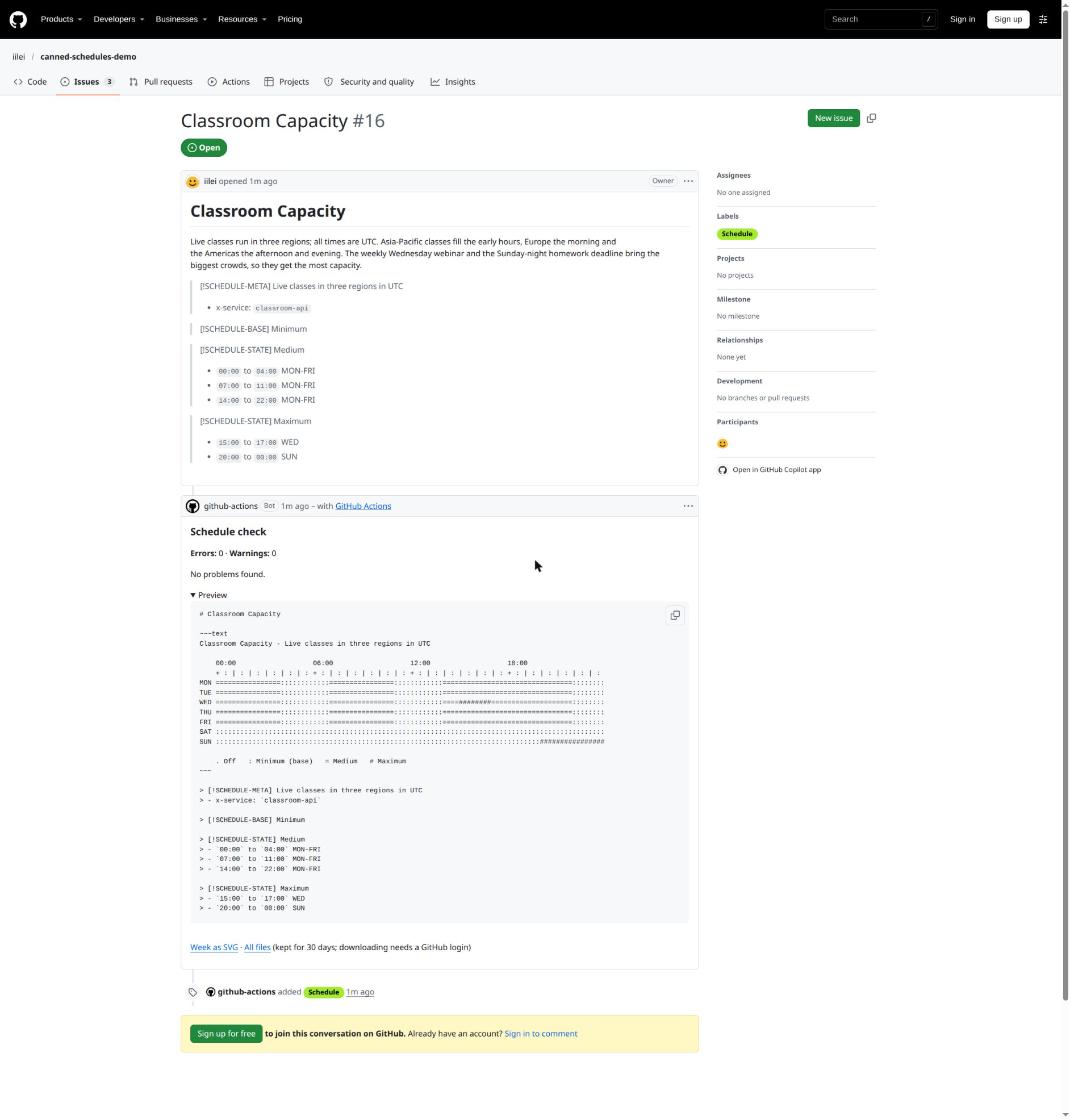 Products Developers Businesses Resources Pricing Search / Sign in Sign up
iilei / canned-schedules-demo
Code Issues 3 Pull requests Actions Projects Security and quality Insights
Classroom Capacity #16
New issue
Open
iilei opened 1m ago Owner
Classroom Capacity
Live classes run in three regions; all times are UTC. Asia-Pacific classes fill the early hours, Europe the morning and
the Americas the afternoon and evening. The weekly Wednesday webinar and the Sunday-night homework deadline bring the
biggest crowds, so they get the most capacity.
[!SCHEDULE-META] Live classes in three regions in UTC
• x-service: classroom-api
[!SCHEDULE-BASE] Minimum
[!SCHEDULE-STATE] Medium
• 00:00 to 04:00 MON-FRI
• 07:00 to 11:00 MON-FRI
• 14:00 to 22:00 MON-FRI
[!SCHEDULE-STATE] Maximum
• 15:00 to 17:00 WED
• 20:00 to 00:00 SUN
Assignees
No one assigned
Labels
Schedule
Projects
No projects
Milestone
No milestone
Relationships
None yet
Development
No branches or pull requests
Participants
Open in GitHub Copilot app
github-actions Bot 1m ago – with GitHub Actions
Schedule check
Errors: 0 · Warnings: 0
No problems found.
▼ Preview
# Classroom Capacity
~~~text
Classroom Capacity - Live classes in three regions in UTC
00:00 06:00 12:00 18:00
+ : | : | : | : | : | : + : | : | : | : | : | : + : | : | : | : | : | : + : | : | : | : | : | :
MON ================::::::::::::================::::::::::::================================::::::::
TUE ================::::::::::::================::::::::::::================================::::::::
WED ================::::::::::::================::::::::::::====########====================::::::::
THU ================::::::::::::================::::::::::::================================::::::::
FRI ================::::::::::::================::::::::::::================================::::::::
SAT ::::::::::::::::::::::::::::::::::::::::::::::::::::::::::::::::::::::::::::::::::::::::::::::::
SUN ::::::::::::::::::::::::::::::::::::::::::::::::::::::::::::::::::::::::::::::::################
. Off : Minimum (base) = Medium # Maximum
~~~
> [!SCHEDULE-META] Live classes in three regions in UTC
> - x-service: `classroom-api`
> [!SCHEDULE-BASE] Minimum
> [!SCHEDULE-STATE] Medium
> - `00:00` to `04:00` MON-FRI
> - `07:00` to `11:00` MON-FRI
> - `14:00` to `22:00` MON-FRI
> [!SCHEDULE-STATE] Maximum
> - `15:00` to `17:00` WED
> - `20:00` to `00:00` SUN
Week as SVG · All files (kept for 30 days; downloading needs a GitHub login)
github-actions added Schedule 1m ago
Sign up for free to join this conversation on GitHub. Already have an account? Sign in to comment